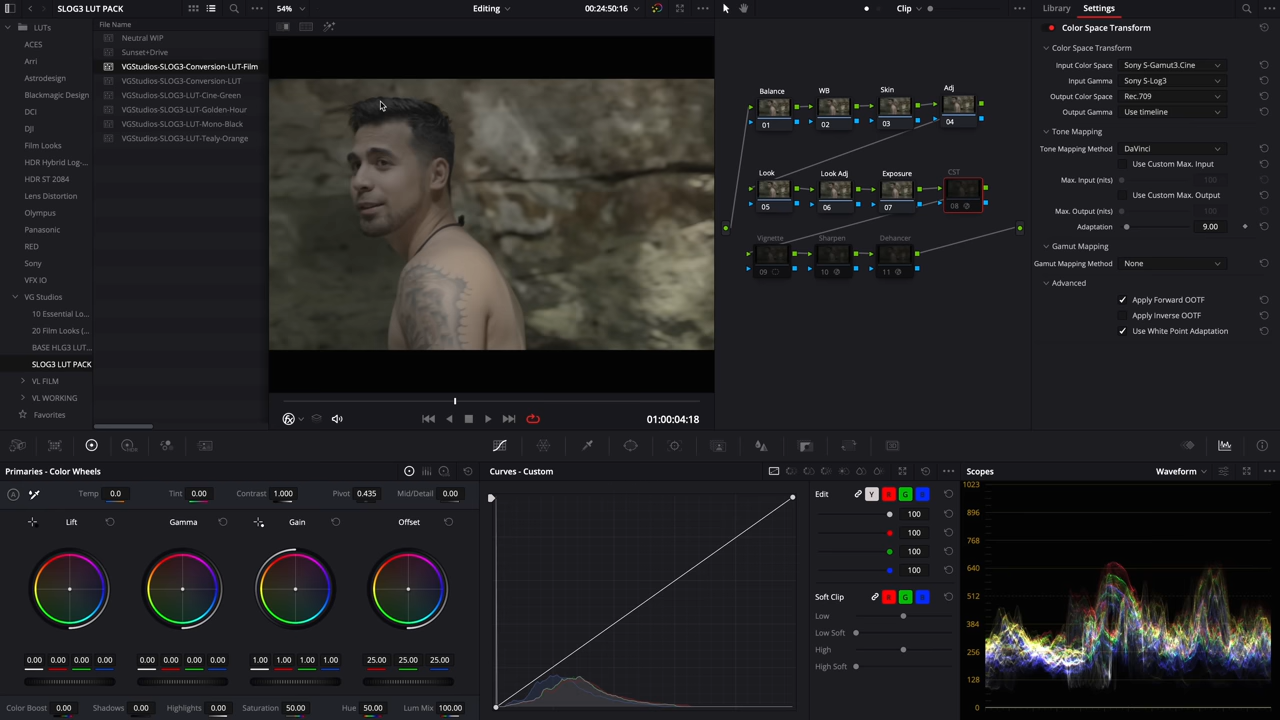 SLOG3 LUT PACK
54%
Editing
00:24:50:16
Clip
Library
Settings
LUTs
ACES
Arri
Astrodesign
Blackmagic Design
DCI
DJI
Film Looks
HDR Hybrid Log-...
HDR ST 2084
Lens Distortion
Olympus
Panasonic
RED
Sony
VFX IO
VG Studios
10 Essential Lo...
20 Film Looks (...
BASE HLG3 LUT...
SLOG3 LUT PACK
VL FILM
VL WORKING
Favorites
File Name
Neutral WIP
Sunset+Drive
VGStudios-SLOG3-Conversion-LUT-Film
VGStudios-SLOG3-Conversion-LUT
VGStudios-SLOG3-LUT-Cine-Green
VGStudios-SLOG3-LUT-Golden-Hour
VGStudios-SLOG3-LUT-Mono-Black
VGStudios-SLOG3-LUT-Tealy-Orange
01:00:04:18
Balance
WB
Skin
Adj
01
02
03
04
Look
Look Adj
Exposure
CST
05
06
07
08
Vignette
Sharpen
Dehancer
09
10
11
Color Space Transform
Color Space Transform
Input Color Space Sony S-Gamut3.Cine
Input Gamma Sony S-Log3
Output Color Space Rec.709
Output Gamma Use timeline
Tone Mapping
Tone Mapping Method DaVinci
Use Custom Max. Input
Max. Input (nits) 100
Use Custom Max. Output
Max. Output (nits) 100
Adaptation 9.00
Gamut Mapping
Gamut Mapping Method None
Advanced
Apply Forward OOTF
Apply Inverse OOTF
Use White Point Adaptation
Primaries - Color Wheels
A
Temp 0.0
Tint 0.00
Contrast 1.000
Pivot 0.435
Mid/Detail 0.00
Lift
Gamma
Gain
Offset
0.00 0.00 0.00 0.00
0.00 0.00 0.00 0.00
1.00 1.00 1.00 1.00
25.00 25.00 25.00
Color Boost 0.00
Shadows 0.00
Highlights 0.00
Saturation 50.00
Hue 50.00
Lum Mix 100.00
Curves - Custom
Edit
Y R G B
100
100
100
100
Soft Clip
R G B
Low
Low Soft
High
High Soft
Scopes
Waveform
1023
896
768
640
512
384
256
128
0